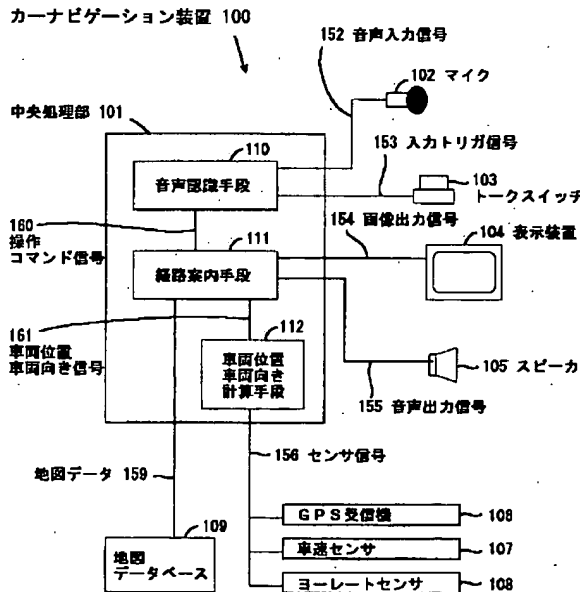 カーナビゲーション装置 100
152 音声入力信号
102 マイク
中央処理部 101
110
153 入力トリガ信号
音声認識手段
103
トークスイッチ
160
操作
コマンド信号
111
154 画像出力信号
104 表示装置
経路案内手段
161
車両位置
車両向き信号
112
車両位置
車両向き
計算手段
105 スピーカ
155 音声出力信号
156 センサ信号
地図データ 159
109
地図
データベース
GPS受信機
106
車速センサ
107
ヨーレートセンサ
108